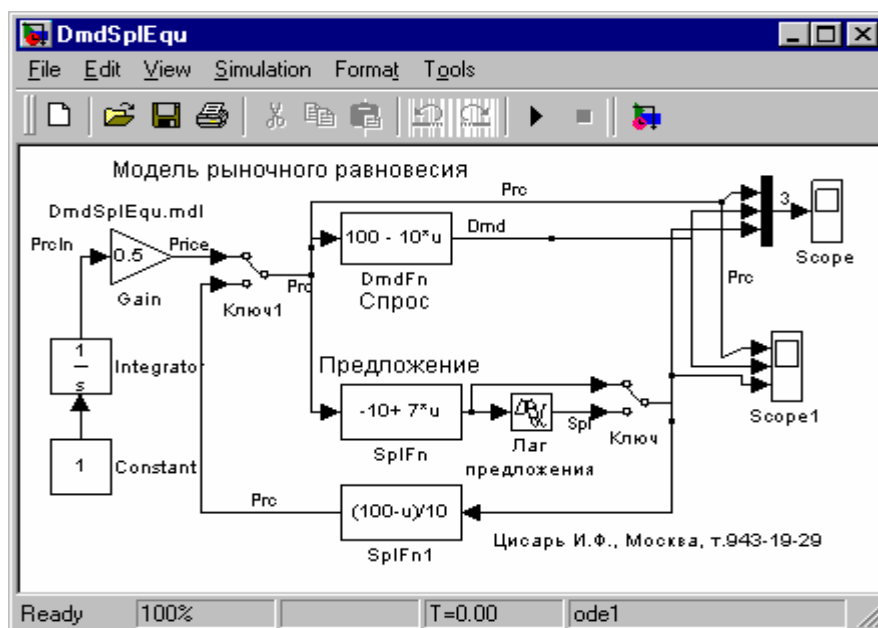 DmdSplEqu
File Edit View Simulation Format Tools
Модель рыночного равновесия
DmdSplEqu.mdl
PrcIn
0.5
Price
Gain
Ключ1
Prc
Prc
100 - 10*u
Dmd
DmdFn
Спрос
3
Scope
Prc
1
s
Integrato
1
Constant
Предложение
-10+ 7*u
SplFn
Лаг
предложения
Spl
Ключ
Scope1
Prc
(100-u)/10
SplFn1
Цисарь И.Ф., Москва, т.943-19-29
Ready 100% T=0.00 ode1